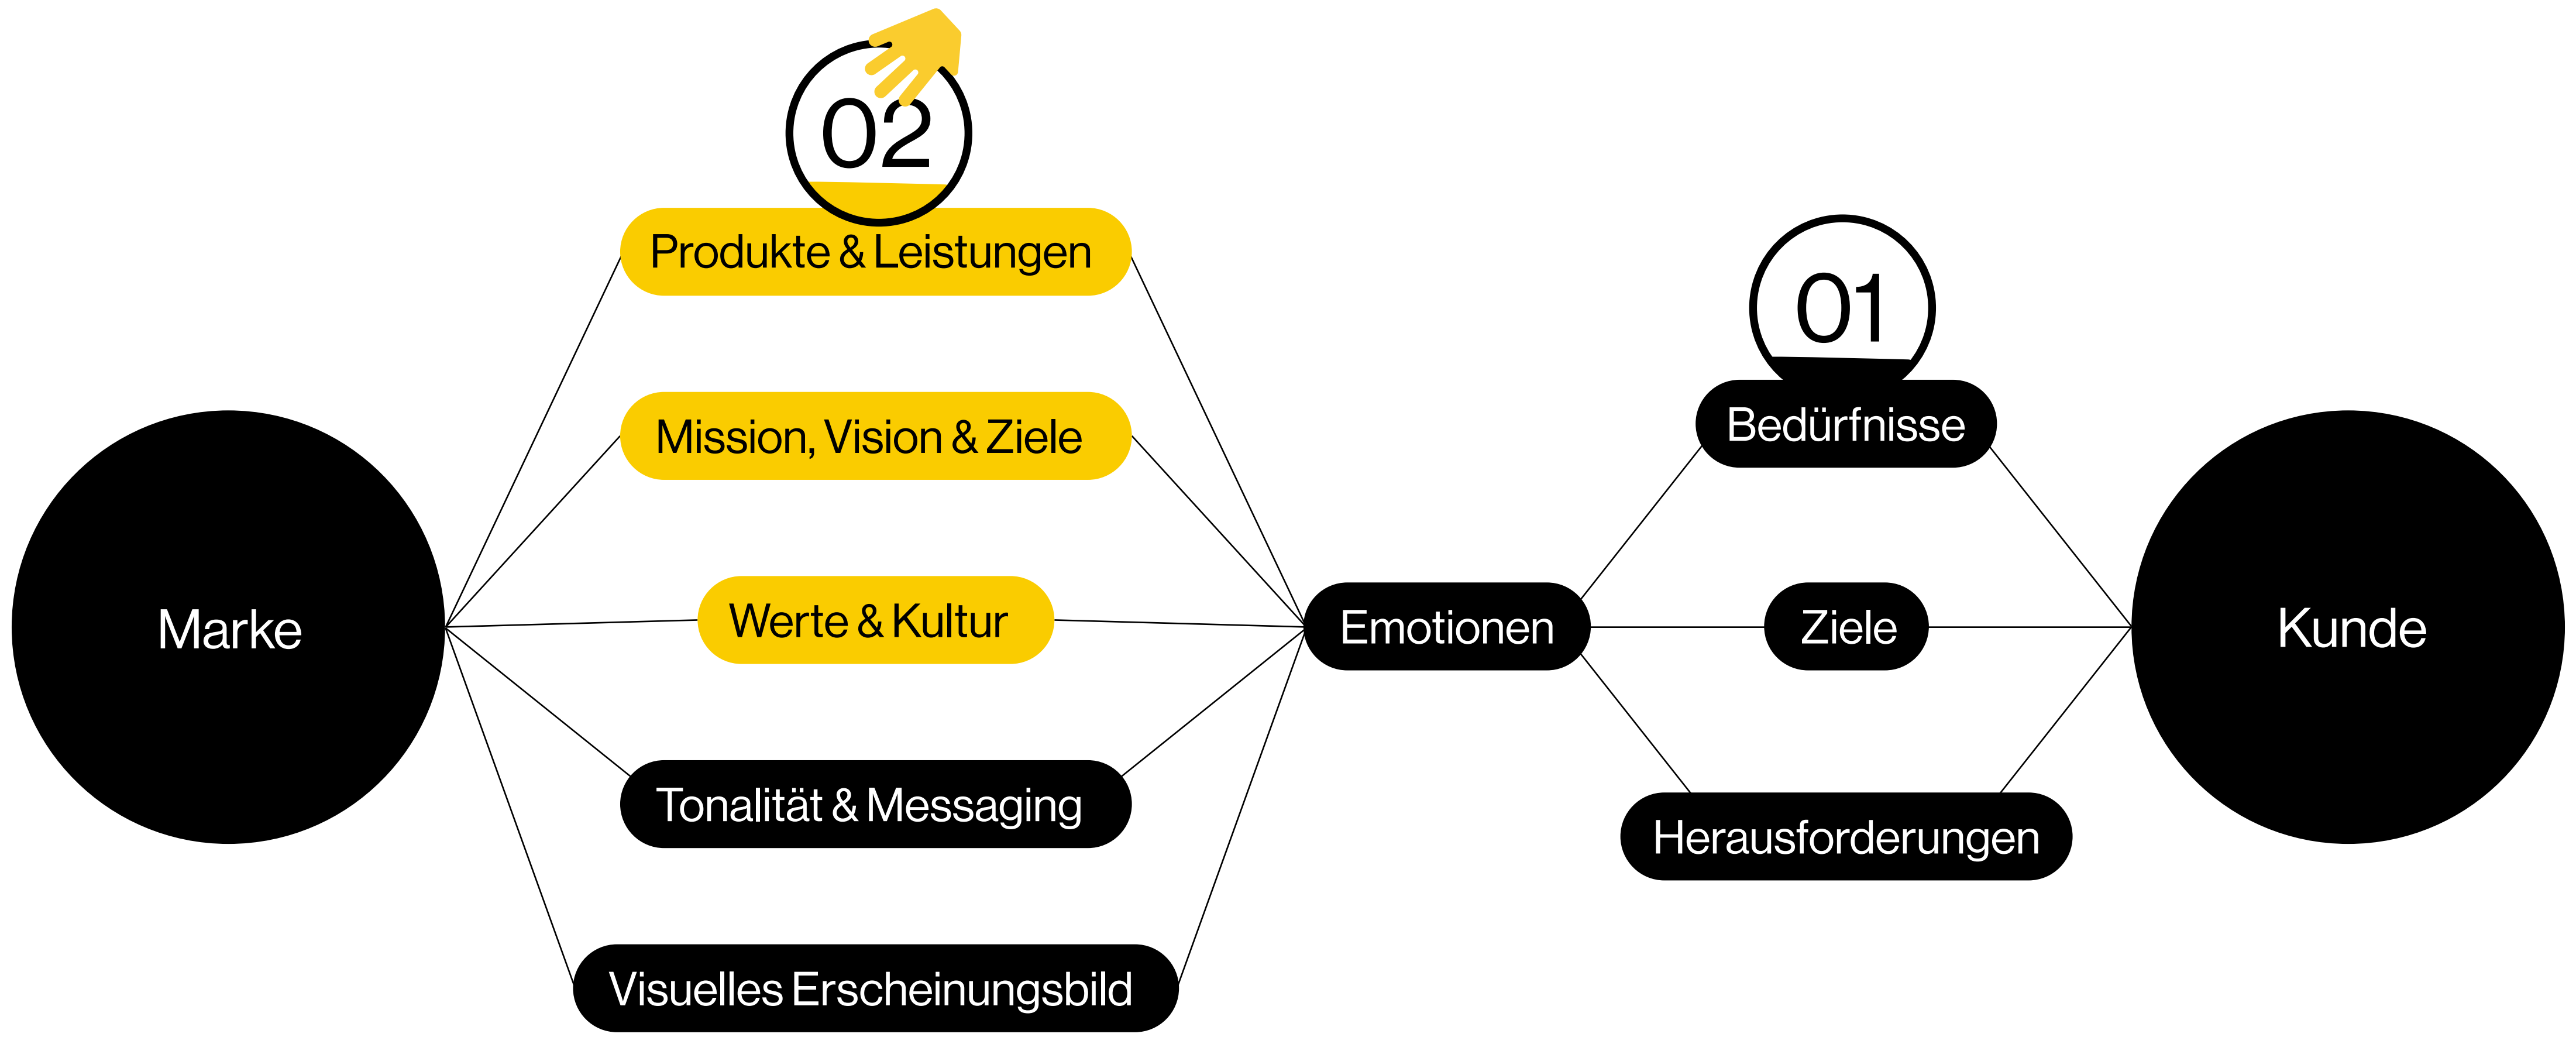 02
Produkte & Leistungen
01
Mission, Vision & Ziele
Bedürfnisse
Marke
Werte & Kultur
Emotionen
Ziele
Kunde
Tonalität & Messaging
Herausforderungen
Visuelles Erscheinungsbild